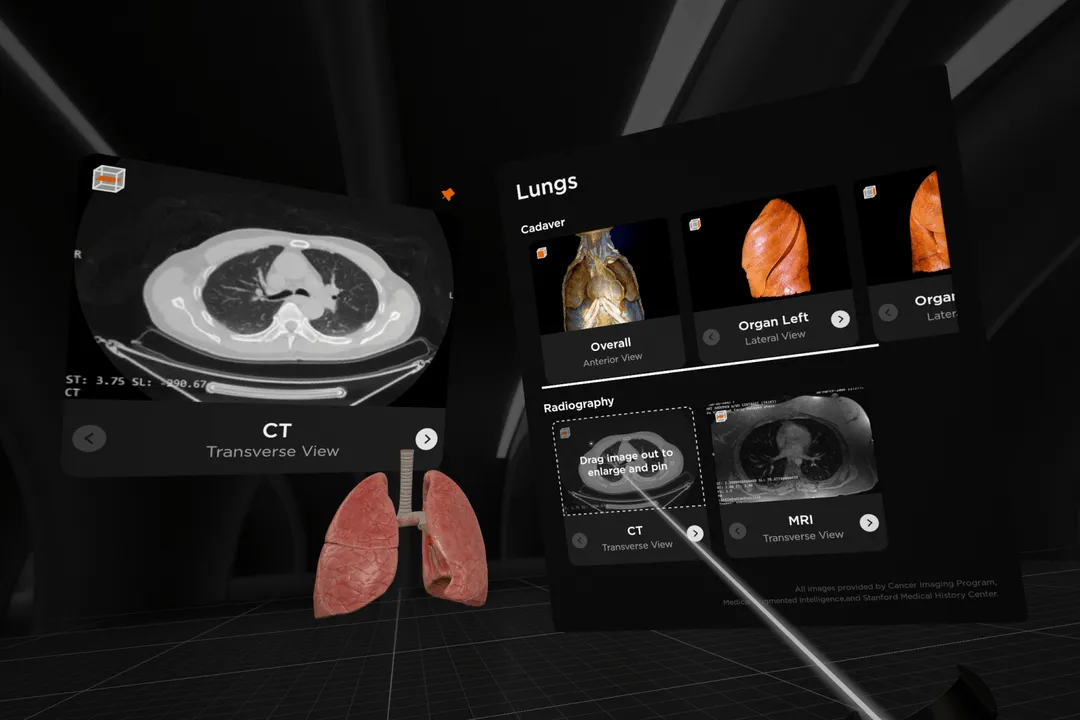 R
L
ST: 3.75 SL: -290.67
CT
CT
Transverse View
Lungs
Cadaver
Overall
Anterior View
Organ Left
Lateral View
Organ
Later
Radiography
Drag image out to
enlarge and pin
CT
Transverse View
MRI
Transverse View
All images provided by Cancer Imaging Program,
Medical Augmented Intelligence, and Stanford Medical History Center.